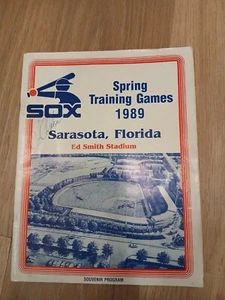 SOX
Spring
Training Games
1989
Sarasota, Florida
Ed Smith Stadium
SOUVENIR PROGRAM